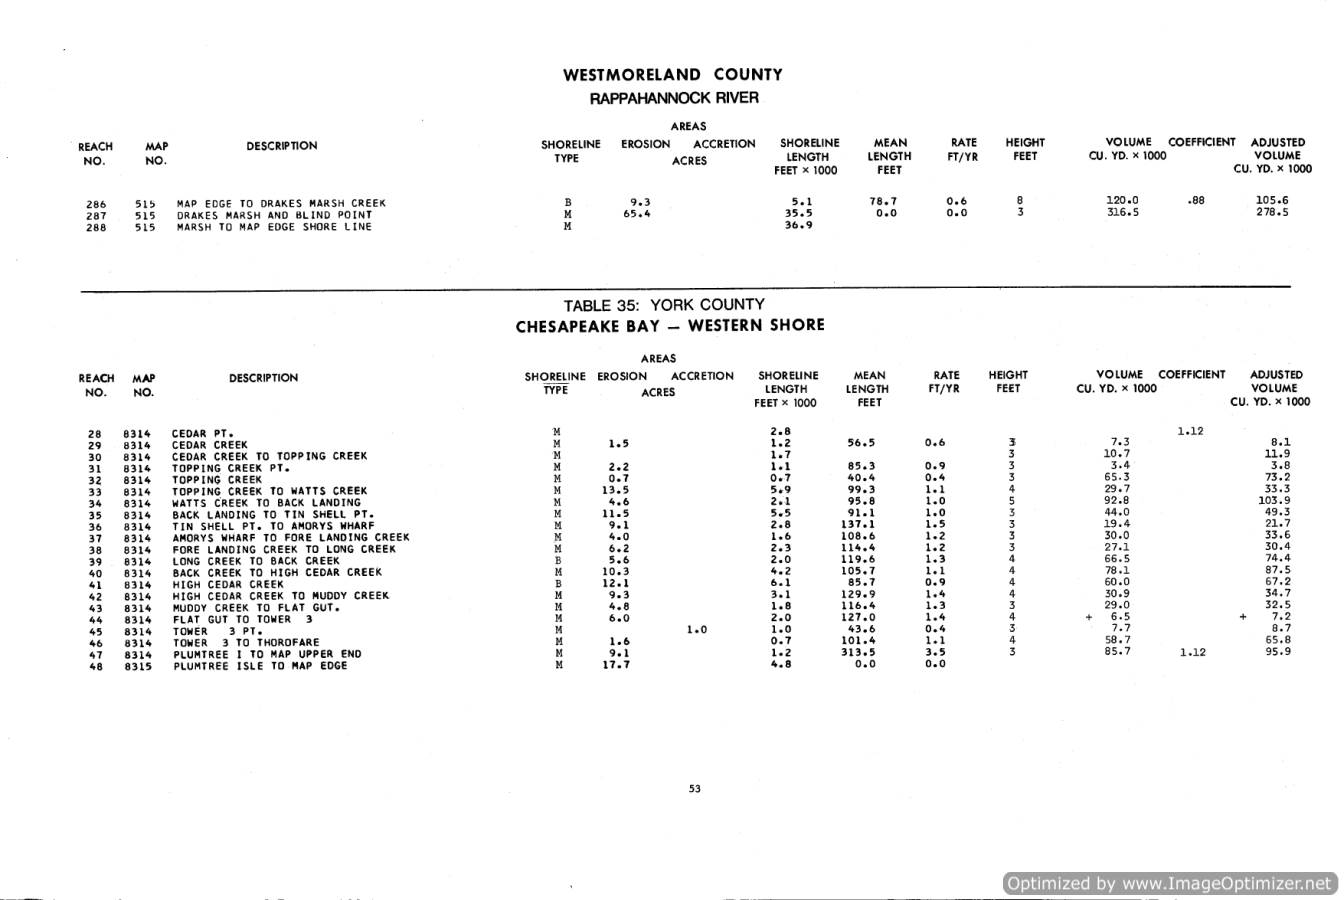 WESTMORELAND COUNTY
RAPPAHANNOCK RIVER
AREAS
REACH MAP DESCRIPTION SHORELINE EROSION ACCRETION SHORELINE MEAN RATE HEIGHT VOLUME COEFFICIENT ADJUSTED
NO. NO. TYPE ACRES LENGTH LENGTH FT/YR FEET CU. YD. × 1000 VOLUME
FEET × 1000 FEET CU. YD. × 1000
286 515 MAP EDGE TO DRAKES MARSH CREEK B 9.3 5.1 78.7 0.6 8 120.0 .88 105.6
287 515 DRAKES MARSH AND BLIND POINT M 65.4 35.5 0.0 0.0 3 316.5 278.5
288 515 MARSH TO MAP EDGE SHORE LINE M 36.9
TABLE 35: YORK COUNTY
CHESAPEAKE BAY — WESTERN SHORE
AREAS
REACH MAP DESCRIPTION SHORELINE EROSION ACCRETION SHORELINE MEAN RATE HEIGHT VOLUME COEFFICIENT ADJUSTED
NO. NO. TYPE ACRES LENGTH LENGTH FT/YR FEET CU. YD. × 1000 VOLUME
FEET × 1000 FEET CU. YD. × 1000
28 8314 CEDAR PT. M 2.8 1.12
29 8314 CEDAR CREEK M 1.5 1.2 56.5 0.6 3 7.3 8.1
30 8314 CEDAR CREEK TO TOPPING CREEK M 1.7 3 10.7 11.9
31 8314 TOPPING CREEK PT. M 2.2 1.1 85.3 0.9 3 3.4 3.8
32 8314 TOPPING CREEK M 0.7 0.7 40.4 0.4 3 65.3 73.2
33 8314 TOPPING CREEK TO WATTS CREEK M 13.5 5.9 99.3 1.1 4 29.7 33.3
34 8314 WATTS CREEK TO BACK LANDING M 4.6 2.1 95.8 1.0 5 92.8 103.9
35 8314 BACK LANDING TO TIN SHELL PT. M 11.5 5.5 91.1 1.0 3 44.0 49.3
36 8314 TIN SHELL PT. TO AMORYS WHARF M 9.1 2.8 137.1 1.5 3 19.4 21.7
37 8314 AMORYS WHARF TO FORE LANDING CREEK M 4.0 1.6 108.6 1.2 3 30.0 33.6
38 8314 FORE LANDING CREEK TO LONG CREEK M 6.2 2.3 114.4 1.2 3 27.1 30.4
39 8314 LONG CREEK TO BACK CREEK B 5.6 2.0 119.6 1.3 4 66.5 74.4
40 8314 BACK CREEK TO HIGH CEDAR CREEK M 10.3 4.2 105.7 1.1 4 78.1 87.5
41 8314 HIGH CEDAR CREEK B 12.1 6.1 85.7 0.9 4 60.0 67.2
42 8314 HIGH CEDAR CREEK TO MUDDY CREEK M 9.3 3.1 129.9 1.4 4 30.9 34.7
43 8314 MUDDY CREEK TO FLAT GUT. M 4.8 1.8 116.4 1.3 3 29.0 32.5
44 8314 FLAT GUT TO TOWER 3 M 6.0 2.0 127.0 1.4 4 + 6.5 + 7.2
45 8314 TOWER 3 PT. M 1.0 1.0 43.6 0.4 3 7.7 8.7
46 8314 TOWER 3 TO THOROFARE M 1.6 0.7 101.4 1.1 4 58.7 65.8
47 8314 PLUMTREE I TO MAP UPPER END M 9.1 1.2 313.5 3.5 3 85.7 1.12 95.9
48 8315 PLUMTREE ISLE TO MAP EDGE M 17.7 4.8 0.0 0.0
53
Optimized by www.ImageOptimizer.net